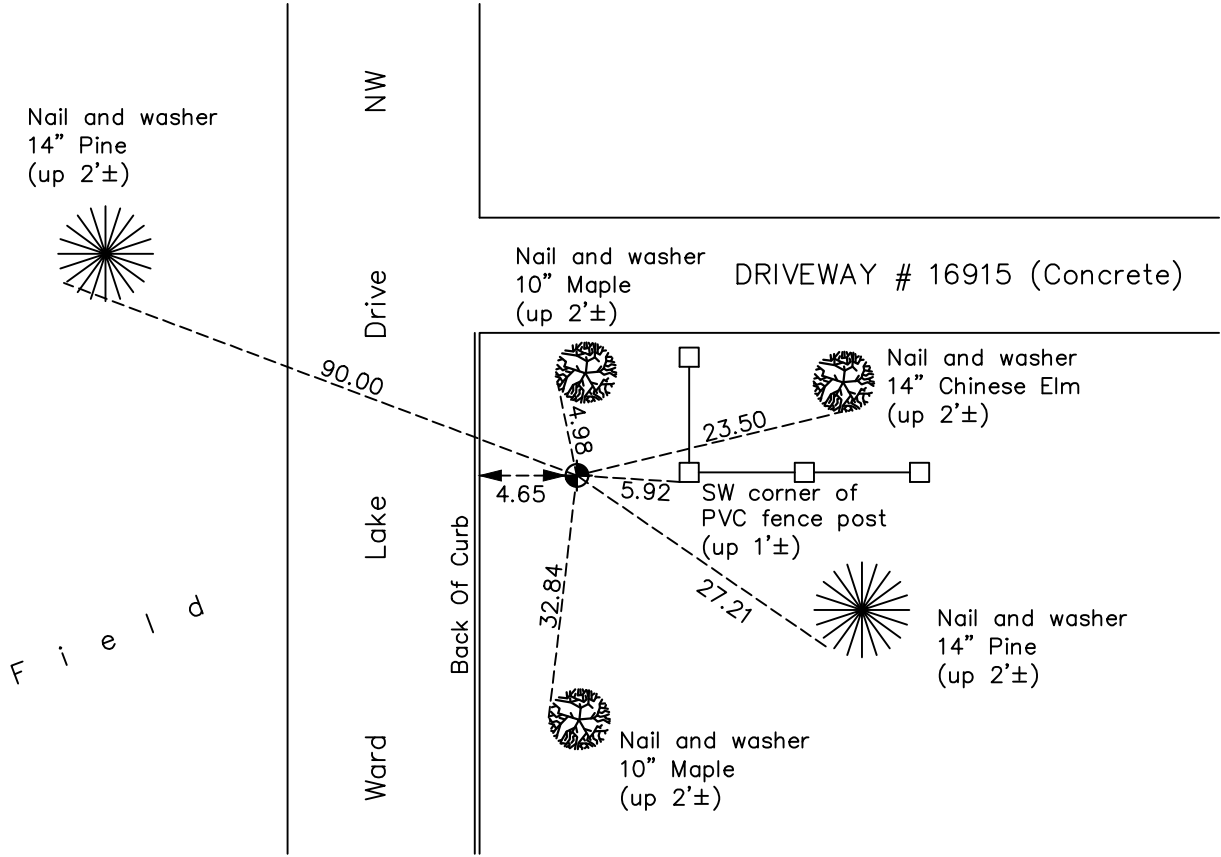 NW
Nail and washer
14” Pine
(up 2'±)
Nail and washer
10” Maple
(up 2'±)
DRIVEWAY # 16915 (Concrete)
Drive
90.00
4.98
23.50
Nail and washer
14” Chinese Elm
(up 2'±)
4.65
5.92
SW corner of
PVC fence post
(up 1'±)
Lake
Back Of Curb
32.84
27.21
Field
Nail and washer
14” Pine
(up 2'±)
Ward
Nail and washer
10” Maple
(up 2'±)